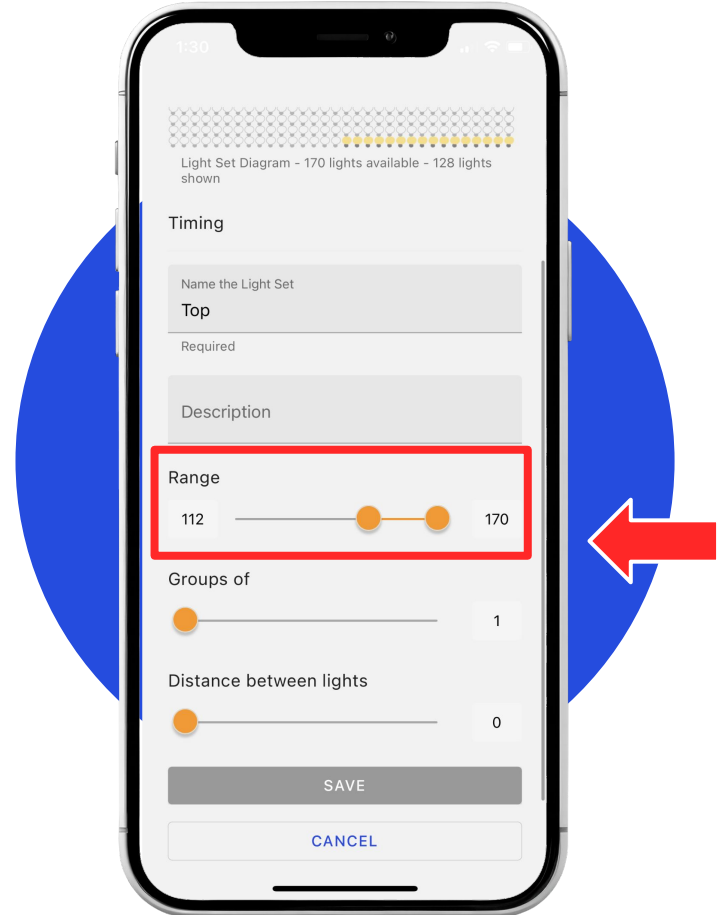 1:30
Light Set Diagram - 170 lights available - 128 lights
shown
Timing
Name the Light Set
Top
Required
Description
Range
112
170
Groups of
1
Distance between lights
0
SAVE
CANCEL